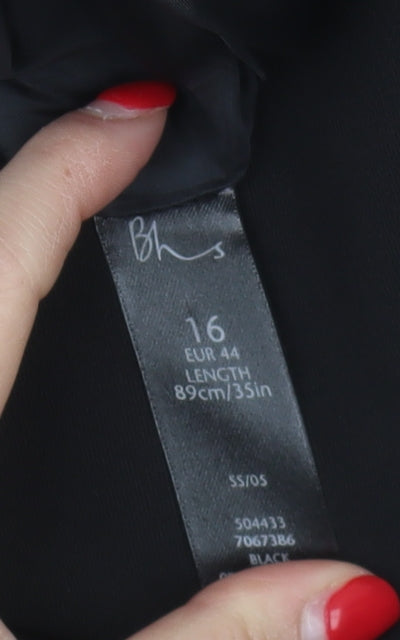 Bhs
16
EUR 44
LENGTH
89cm/35in
SS/05
504433
7067386
BLACK